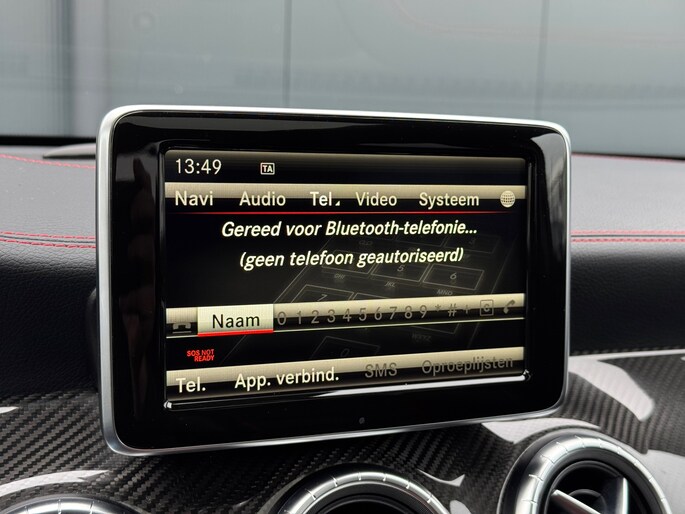 13:49 TA
Navi Audio Tel. Video Systeem
Gereed voor Bluetooth-telefonie...
(geen telefoon geautoriseerd)
Naam 0 1 2 3 4 5 6 7 8 9 * # +
SOS NOT
READY
Tel. App. verbind. SMS Oproeplijsten